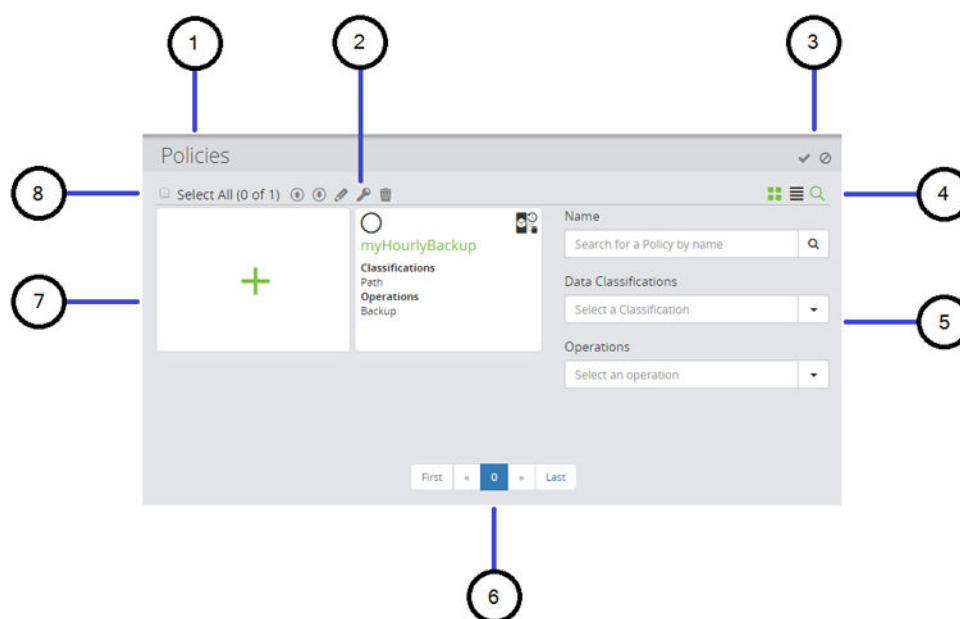 1
2
3
Policies
8
Select All (0 of 1)
4
myHourlyBackup
Classifications
Path
Operations
Backup
Name
Search for a Policy by name
7
Data Classifications
Select a Classification
5
Operations
Select an operation
First « 0 » Last
6